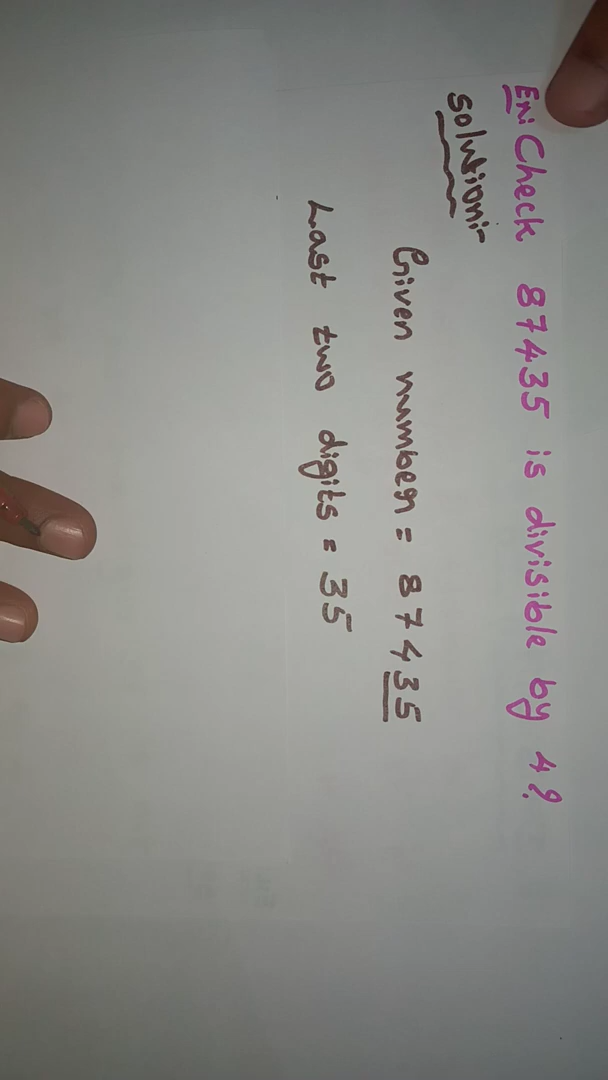 Ex: Check 87435 is divisible by 4?
Solution:-
Given number = 87435
Last two digits = 35